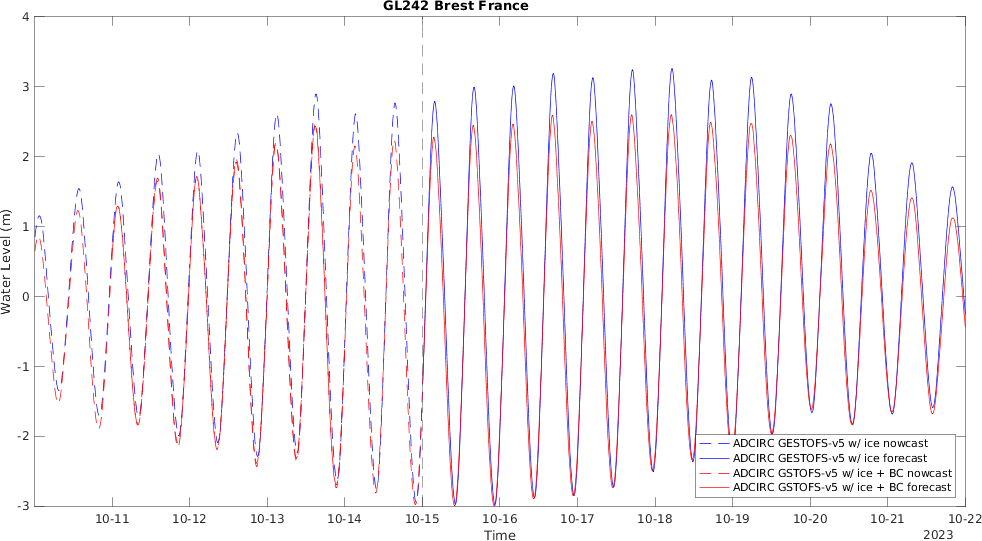 GL242 Brest France
4
3
2
1
0
-1
-2
-3
Water Level (m)
ADCIRC GESTOFS-v5 w/ ice nowcast
ADCIRC GESTOFS-v5 w/ ice forecast
ADCIRC GSTOFS-v5 w/ ice + BC nowcast
ADCIRC GSTOFS-v5 w/ ice + BC forecast
10-11 10-12 10-13 10-14 10-15 10-16 10-17 10-18 10-19 10-20 10-21 10-22
Time
2023